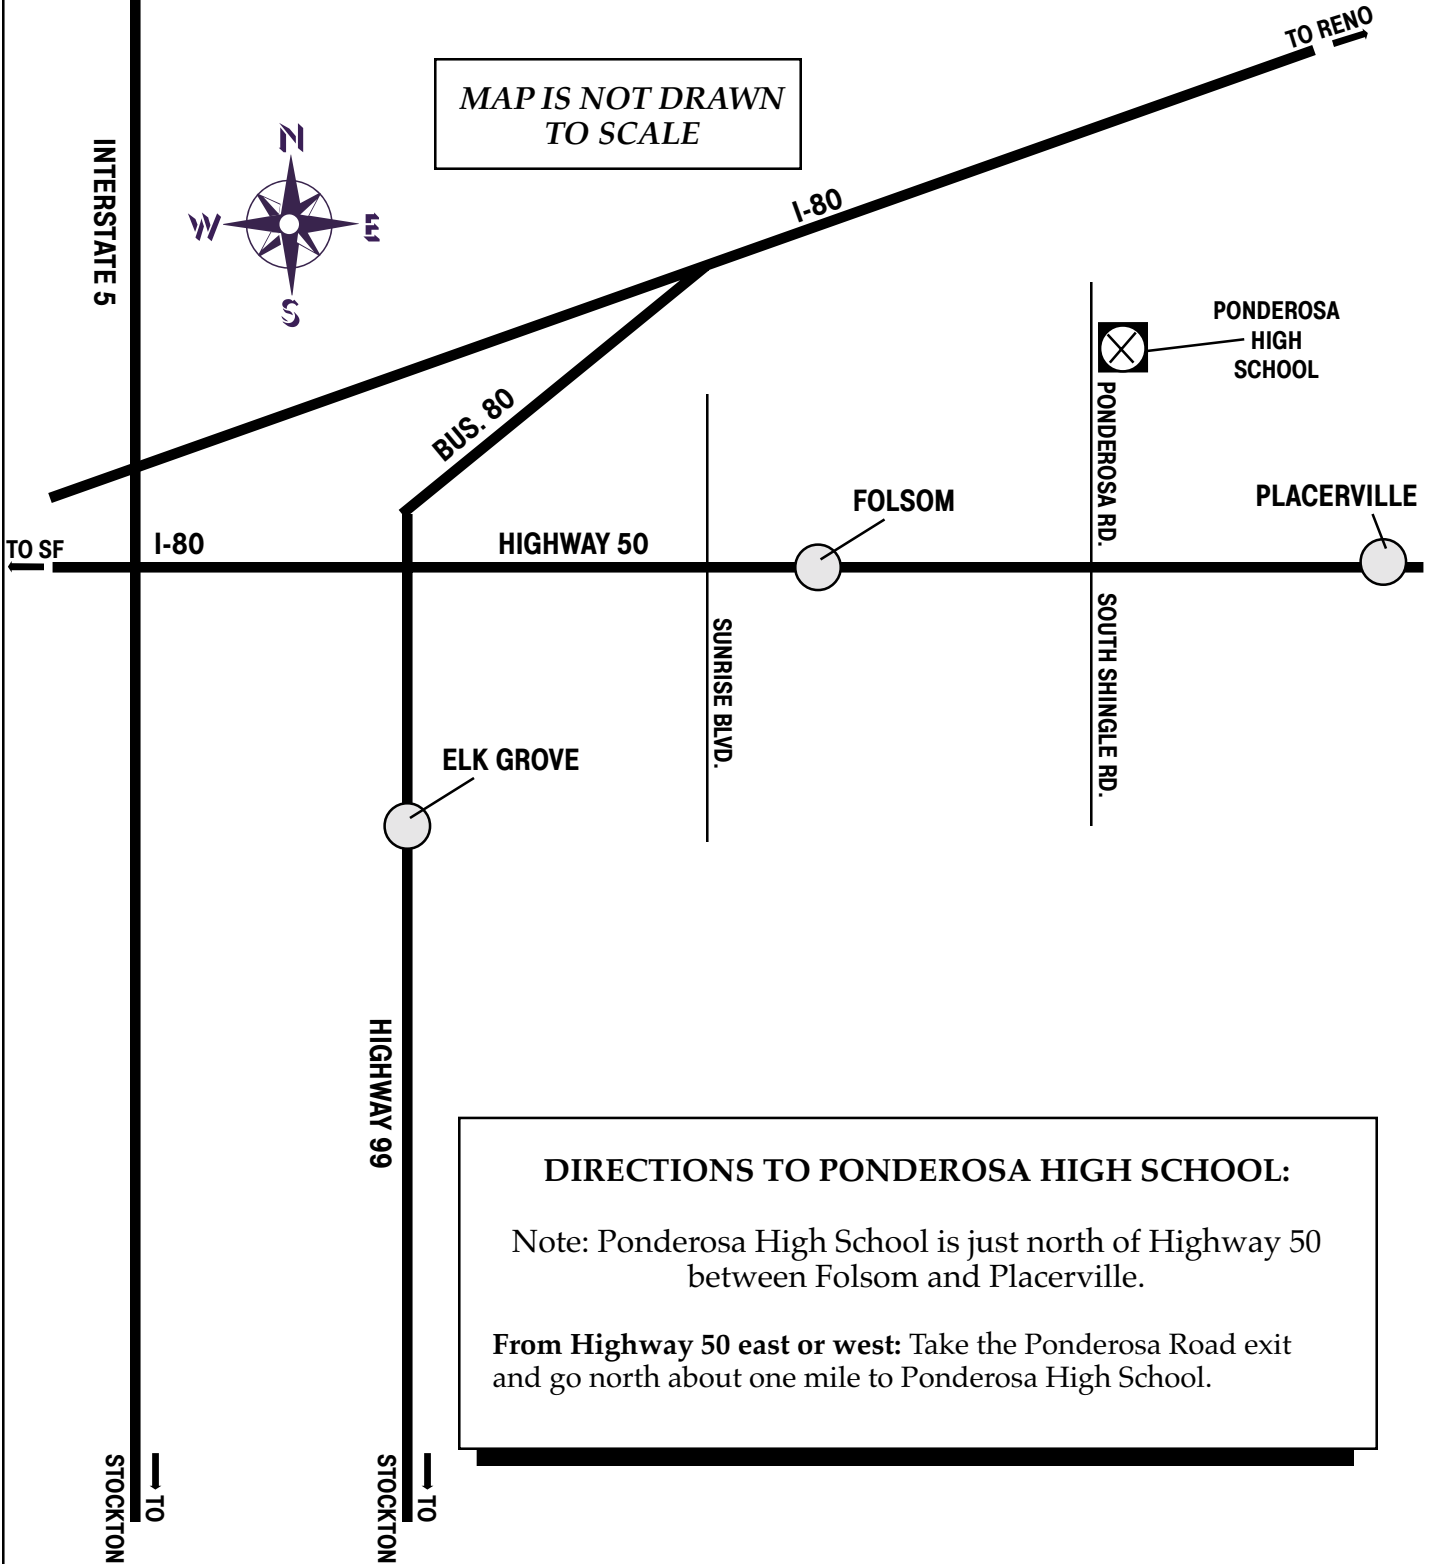 TO RENO
MAP IS NOT DRAWN
TO SCALE
N
W
E
S
INTERSTATE 5
I-80
PONDEROSA
HIGH
SCHOOL
BUS. 80
PONDEROSA RD.
FOLSOM
PLACERVILLE
TO SF
I-80
HIGHWAY 50
SOUTH SHINGLE RD.
SUNRISE BLVD.
ELK GROVE
HIGHWAY 99
DIRECTIONS TO PONDEROSA HIGH SCHOOL:
Note: Ponderosa High School is just north of Highway 50
between Folsom and Placerville.
From Highway 50 east or west: Take the Ponderosa Road exit
and go north about one mile to Ponderosa High School.
TO
STOCKTON
TO
STOCKTON